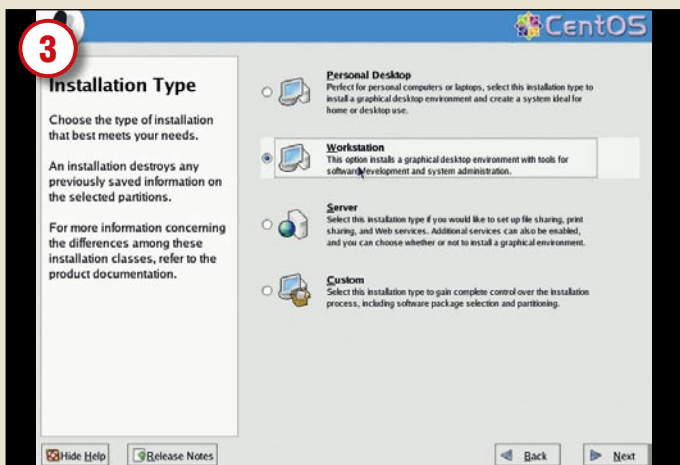 CentOS
3
Installation Type
Choose the type of installation
that best meets your needs.
An installation destroys any
previously saved information on
the selected partitions.
For more information concerning
the differences among these
installation classes, refer to the
product documentation.
Personal Desktop
Perfect for personal computers or laptops, select this installation type to
install a graphical desktop environment and create a system ideal for
home or desktop use.
Workstation
This option installs a graphical desktop environment with tools for
software development and system administration.
Server
Select this installation type if you would like to set up file sharing, print
sharing, and Web services. Additional services can also be enabled,
and you can choose whether or not to install a graphical environment.
Custom
Select this installation type to gain complete control over the installation
process, including software package selection and partitioning.
Hide Help
Release Notes
Back
Next